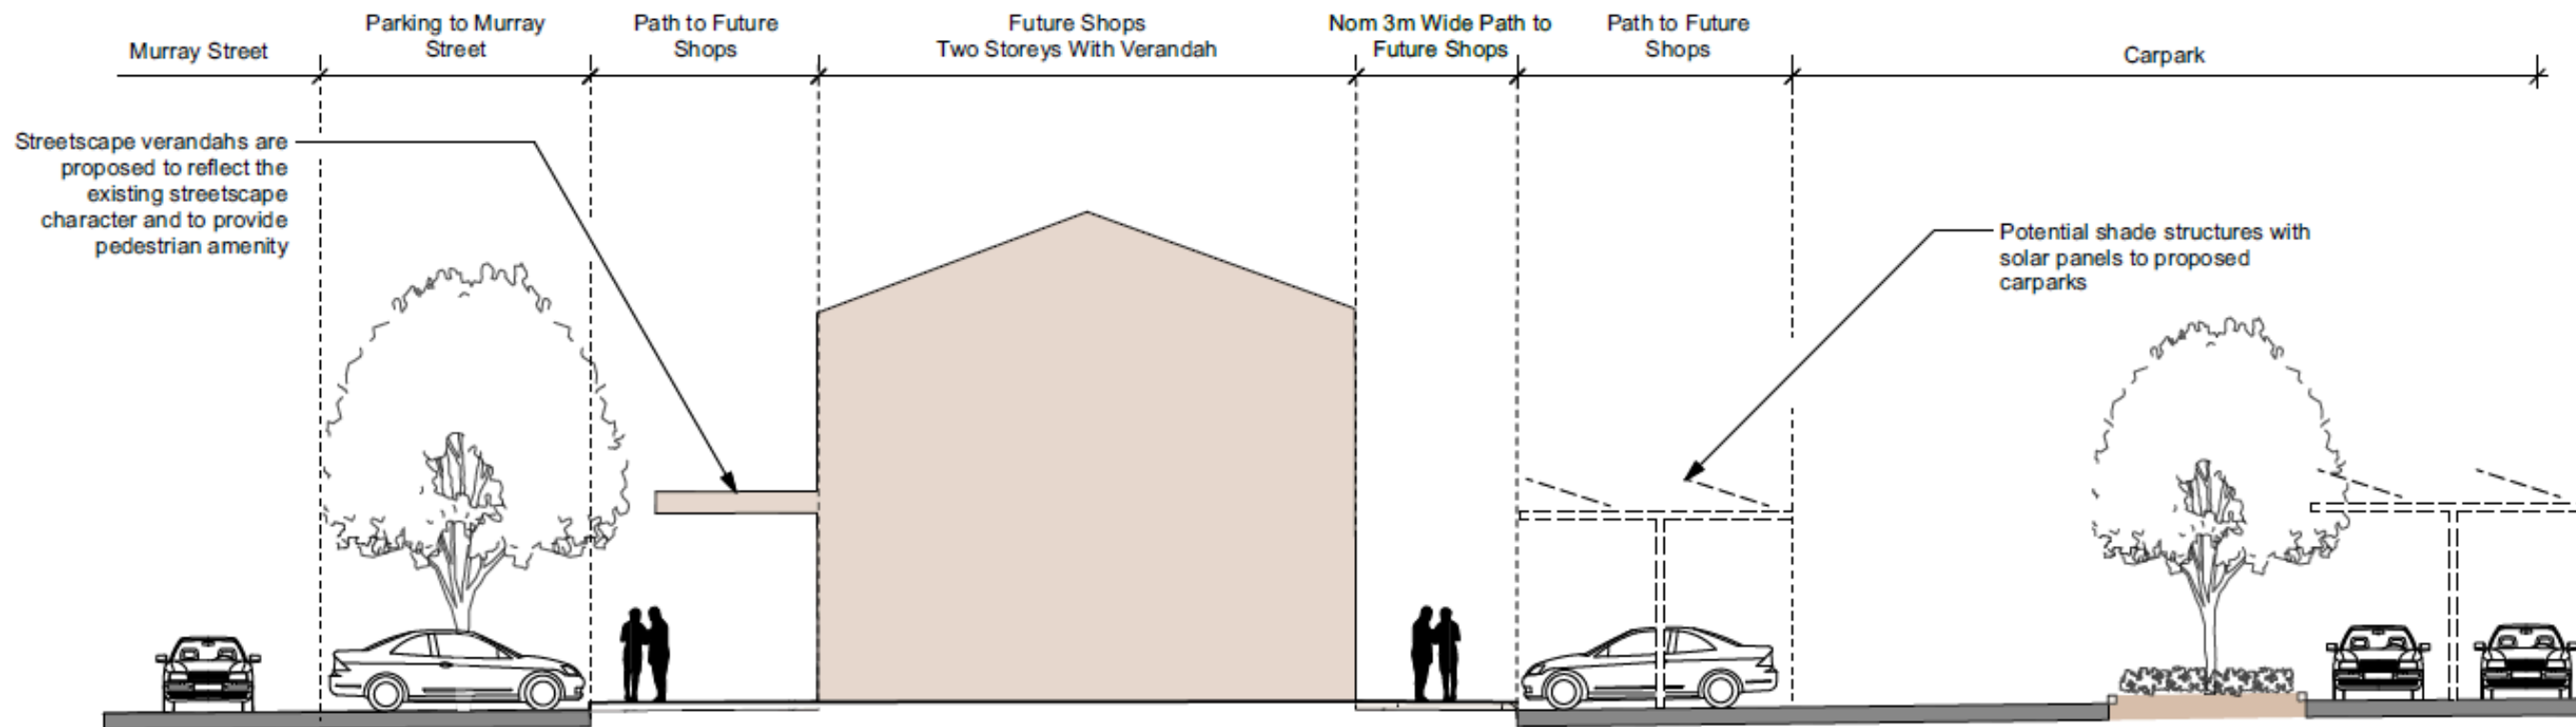 Murray Street
Parking to Murray
Street
Path to Future
Shops
Future Shops
Two Storeys With Verandah
Nom 3m Wide Path to
Future Shops
Path to Future
Shops
Carpark
Streetscape verandahs are
proposed to reflect the
existing streetscape
character and to provide
pedestrian amenity
Potential shade structures with
solar panels to proposed
carparks